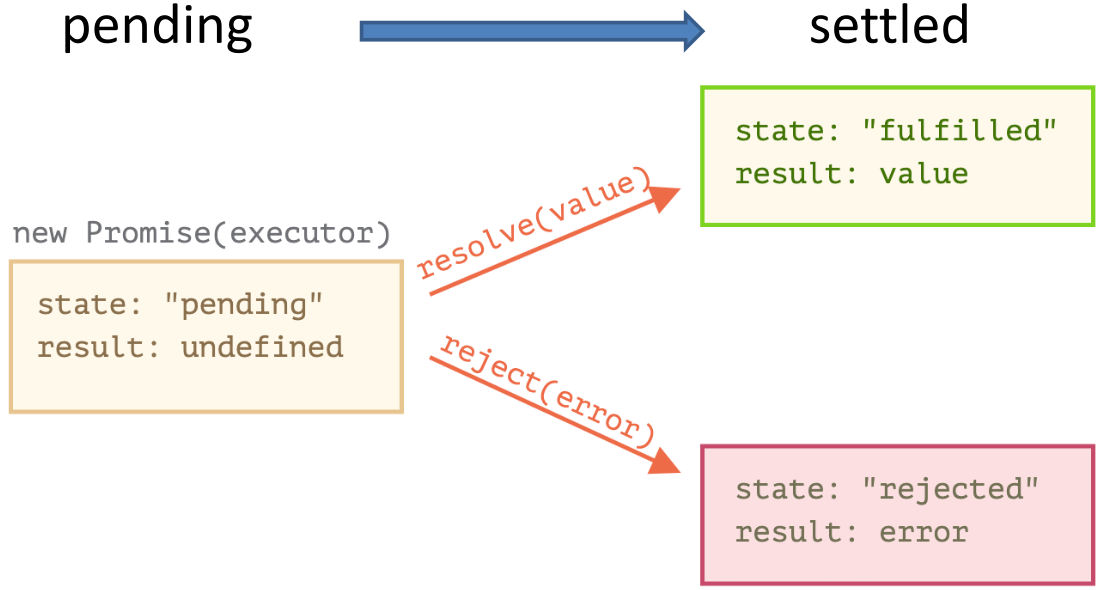 pending
settled
state: "fulfilled"
result: value
resolve(value)
new Promise(executor)
state: "pending"
result: undefined
reject(error)
state: "rejected"
result: error